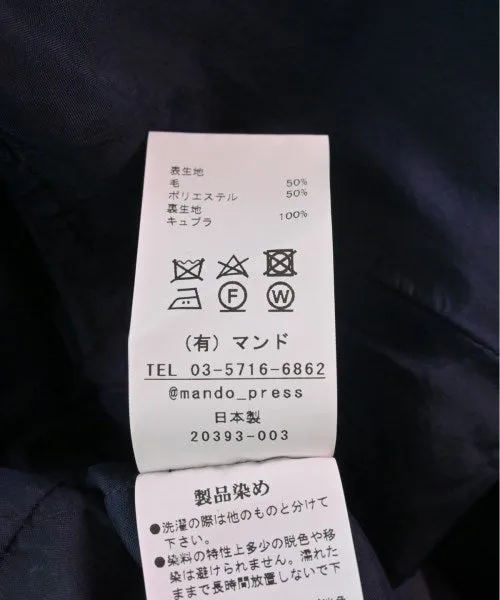 表生地
毛 50%
ポリエステル 50%
裏生地
キュプラ 100%
F W
(有) マンド
TEL 03-5716-6862
@mando_press
日本製
20393-003
製品染め
●洗濯の際は他のものと分けて
下さい。
●染料の特性上多少の脱色や移
染は避けられません。濡れた
ままで長時間放置しないで下